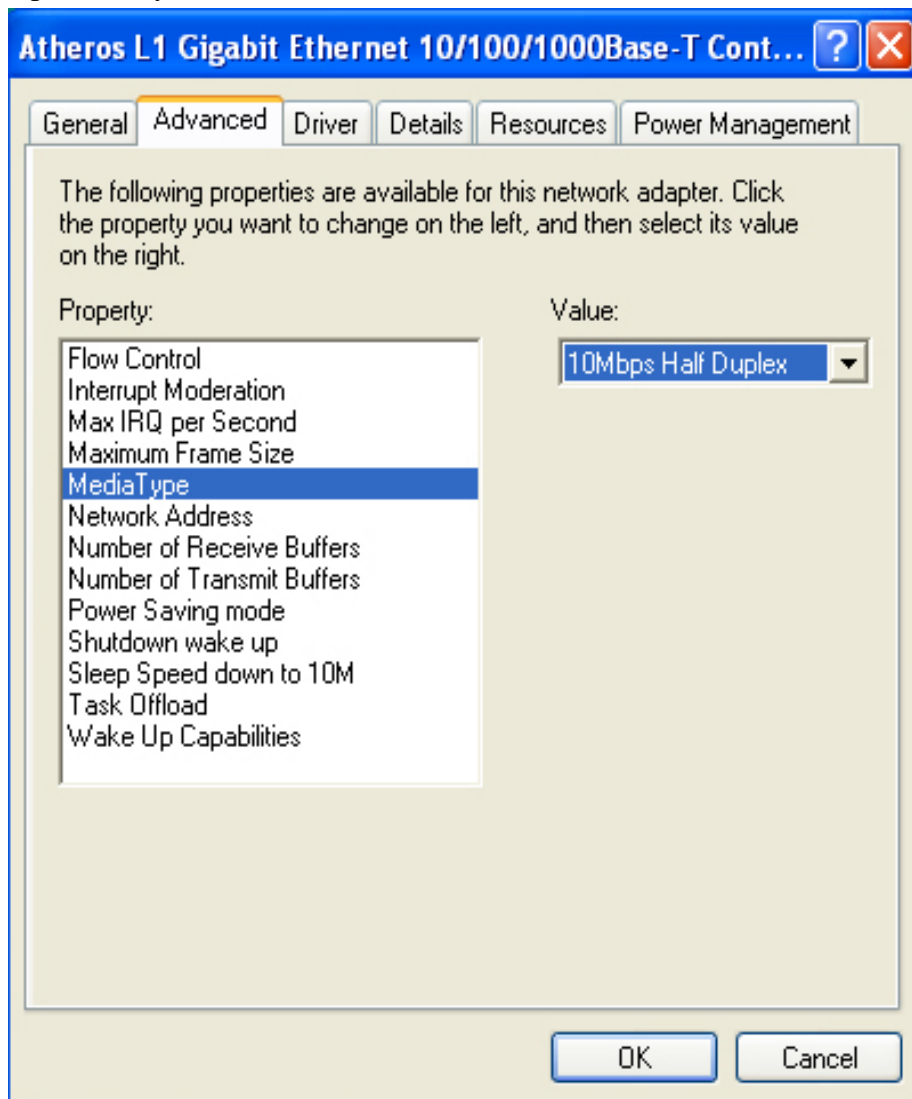 Atheros L1 Gigabit Ethernet 10/100/1000Base-T Cont...
General Advanced Driver Details Resources Power Management
The following properties are available for this network adapter. Click
the property you want to change on the left, and then select its value
on the right.
Property:
Value:
Flow Control
Interrupt Moderation
Max IRQ per Second
Maximum Frame Size
MediaType
Network Address
Number of Receive Buffers
Number of Transmit Buffers
Power Saving mode
Shutdown wake up
Sleep Speed down to 10M
Task Offload
Wake Up Capabilities
10Mbps Half Duplex
OK Cancel